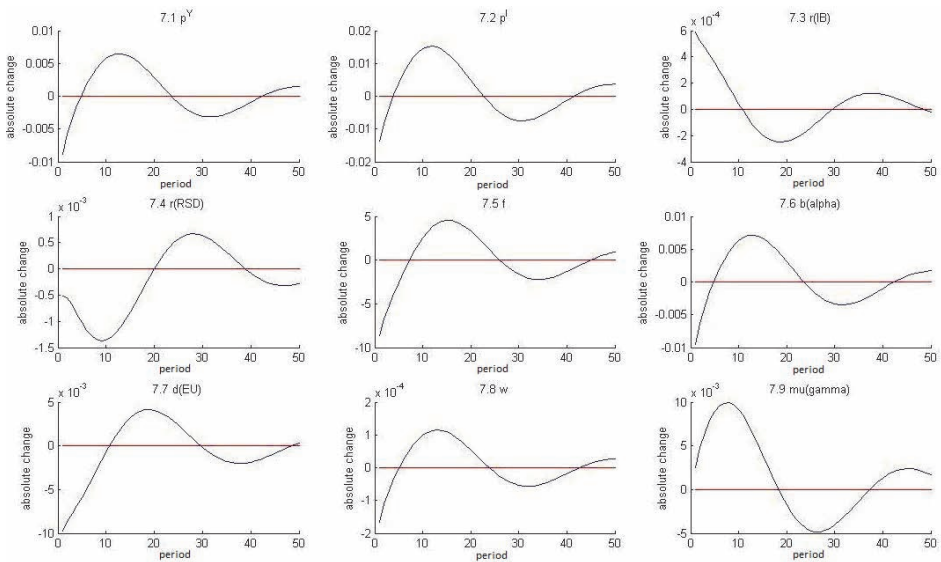 7.1 pY
0.01
0.005
0
-0.005
-0.01
absolute change
0 10 20 30 40 50
period
7.2 pI
0.02
0.01
0
-0.01
-0.02
absolute change
0 10 20 30 40 50
period
x 10-4
7.3 r(IB)
6
4
2
0
-2
-4
absolute change
0 10 20 30 40 50
period
x 10-3
7.4 r(RSD)
1
0.5
0
-0.5
-1
-1.5
absolute change
0 10 20 30 40 50
period
7.5 f
5
0
-5
-10
absolute change
0 10 20 30 40 50
period
7.6 b(alpha)
0.01
0.005
0
-0.005
-0.01
absolute change
0 10 20 30 40 50
period
x 10-3
7.7 d(EU)
5
0
-5
-10
absolute change
0 10 20 30 40 50
period
x 10-4
7.8 w
2
1
0
-1
-2
absolute change
0 10 20 30 40 50
period
x 10-3
7.9 mu(gamma)
10
5
0
-5
absolute change
0 10 20 30 40 50
period